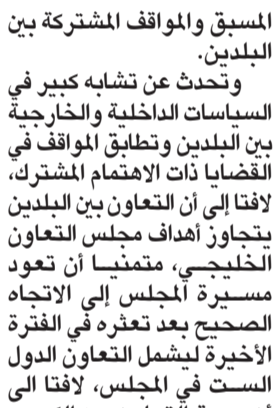 المسبق والمواقف المشتركة بين
البلدين.
وتحدث عن تشابه كبير في
السياسات الداخلية والخارجية
بين البلدين وتطابق المواقف في
القضايا ذات الاهتمام المشترك،
لافتا إلى أن التعاون بين البلدين
يتجاوز أهداف مجلس التعاون
الخليجي، متمنيا أن تعود
مسيرة المجلس إلى الاتجاه
الصحيح بعد تعثره في الفترة
الأخيرة ليشمل التعاون الدول
الست في المجلس، لافتا الى